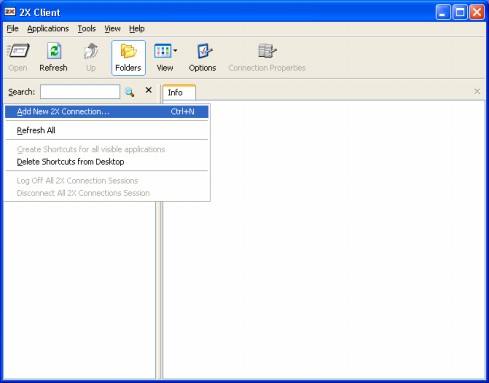 2X 2X Client
File Applications Tools View Help
Open Refresh Up Folders View Options Connection Properties
Search: Info
Add New 2X Connection... Ctrl+N
Refresh All
Create Shortcuts for all visible applications
Delete Shortcuts from Desktop
Log Off All 2X Connection Sessions
Disconnect All 2X Connections Session